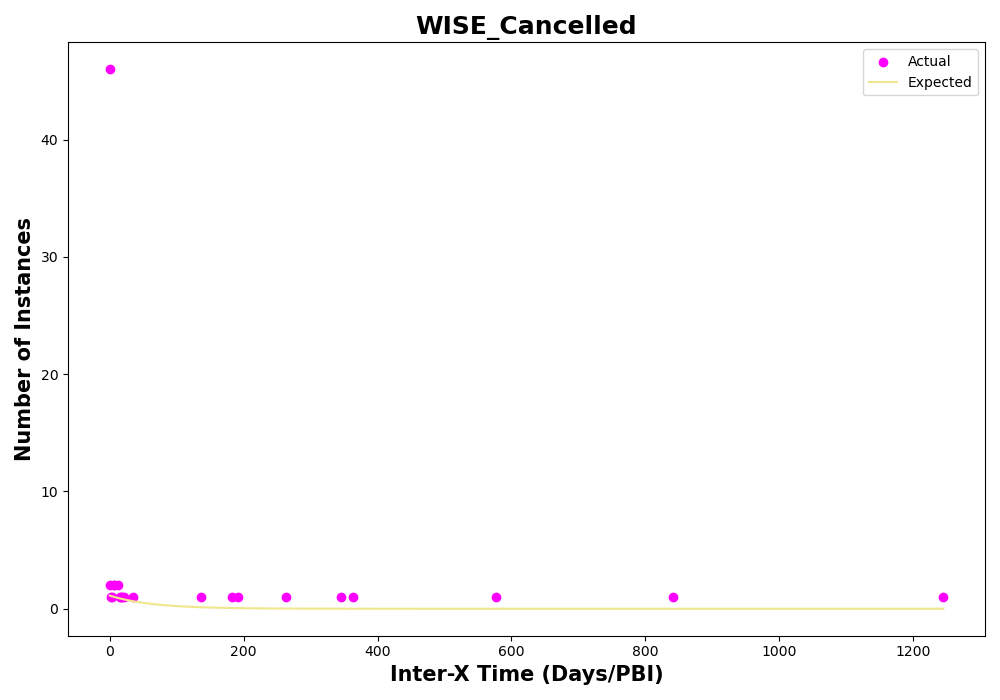 WISE_Cancelled
Actual
Expected
Number of Instances
40
30
20
10
0
0
200
400
600
800
1000
1200
Inter-X Time (Days/PBI)